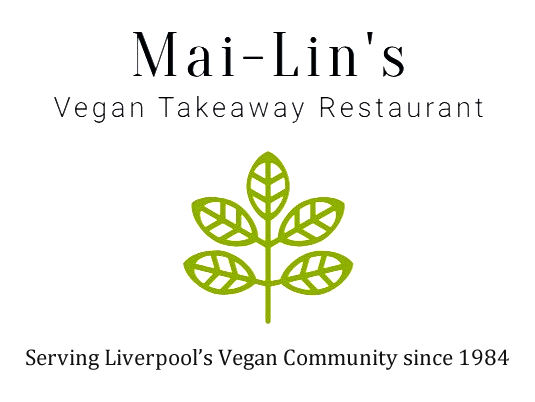 Mai-Lin's
Vegan Takeaway Restaurant
Serving Liverpool’s Vegan Community since 1984